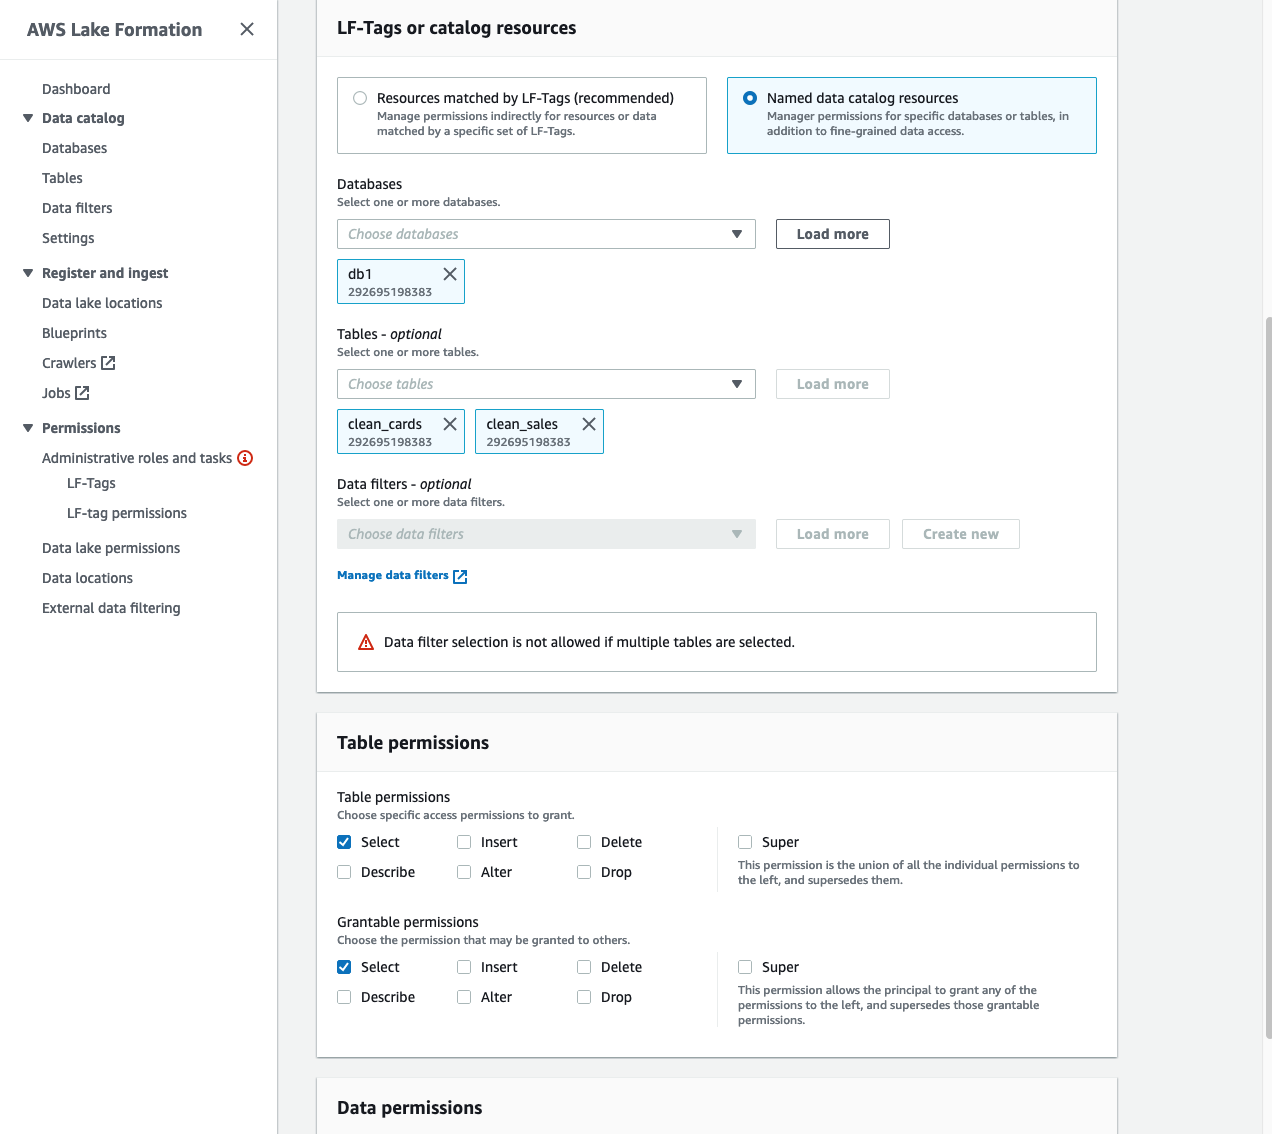 AWS Lake Formation
Dashboard
Data catalog
Databases
Tables
Data filters
Settings
Register and ingest
Data lake locations
Blueprints
Crawlers
Jobs
Permissions
Administrative roles and tasks
LF-Tags
LF-tag permissions
Data lake permissions
Data locations
External data filtering
LF-Tags or catalog resources
Resources matched by LF-Tags (recommended)
Manage permissions indirectly for resources or data
matched by a specific set of LF-Tags.
Named data catalog resources
Manager permissions for specific databases or tables, in
addition to fine-grained data access.
Databases
Select one or more databases.
Choose databases
Load more
db1
292695198383
Tables - optional
Select one or more tables.
Choose tables
Load more
clean_cards
292695198383
clean_sales
292695198383
Data filters - optional
Select one or more data filters.
Choose data filters
Load more
Create new
Manage data filters
Data filter selection is not allowed if multiple tables are selected.
Table permissions
Table permissions
Choose specific access permissions to grant.
Select
Insert
Delete
Describe
Alter
Drop
Super
This permission is the union of all the individual permissions to
the left, and supersedes them.
Grantable permissions
Choose the permission that may be granted to others.
Select
Insert
Delete
Describe
Alter
Drop
Super
This permission allows the principal to grant any of the
permissions to the left, and supersedes those grantable
permissions.
Data permissions